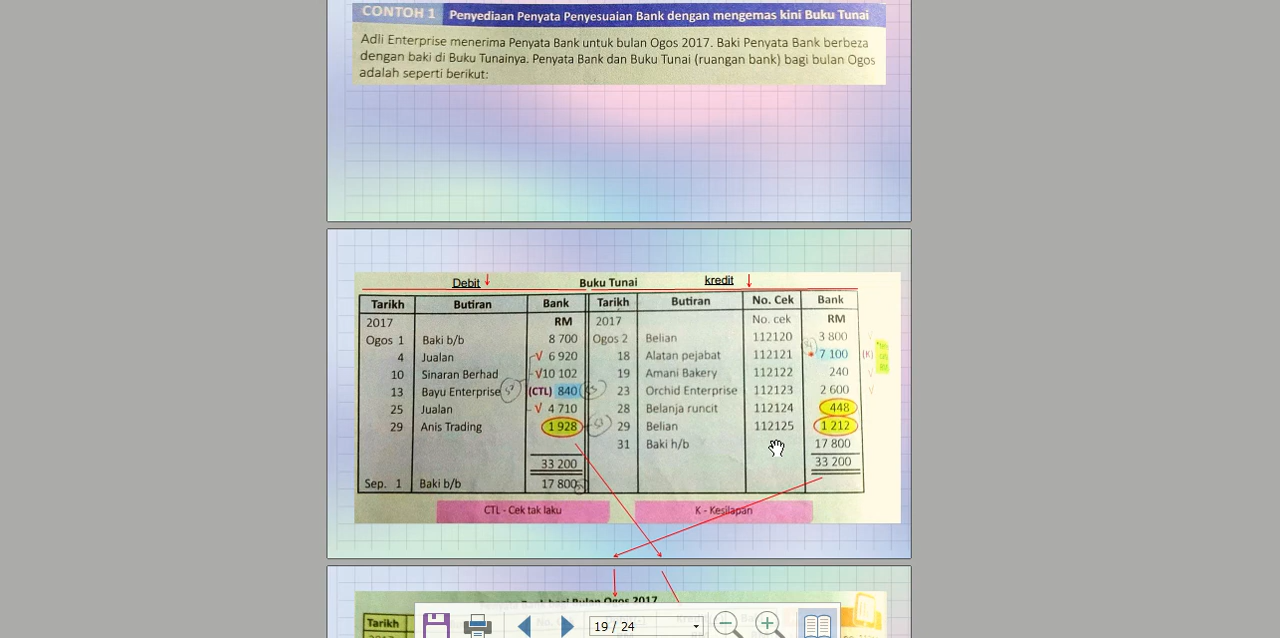 CONTOH 1 Penyediaan Penyata Penyesuaian Bank dengan mengemas kini Buku Tunai
Adli Enterprise menerima Penyata Bank untuk bulan Ogos 2017. Baki Penyata Bank berbeza
dengan baki di Buku Tunainya. Penyata Bank dan Buku Tunai (ruangan bank) bagi bulan Ogos
adalah seperti berikut:
Debit Buku Tunai kredit
Tarikh Butiran Bank Tarikh Butiran No. Cek Bank
2017 RM 2017 No. cek RM
Ogos 1 Baki b/b 8 700 Ogos 2 Belian 112120 3 800
4 Jualan √ 6 920 18 Alatan pejabat 112121 7 100 (K)
10 Sinaran Berhad √ 10 102 19 Amani Bakery 112122 240
13 Bayu Enterprise (CTL) 840 23 Orchid Enterprise 112123 2 600
25 Jualan √ 4 710 28 Belanja runcit 112124 448
29 Anis Trading 1 928 29 Belian 112125 1 212
31 Baki h/b 17 800
33 200 33 200
Sep. 1 Baki b/b 17 800
CTL - Cek tak laku K - Kesilapan
Bulan Ogos 2017
Tarikh
19 / 24